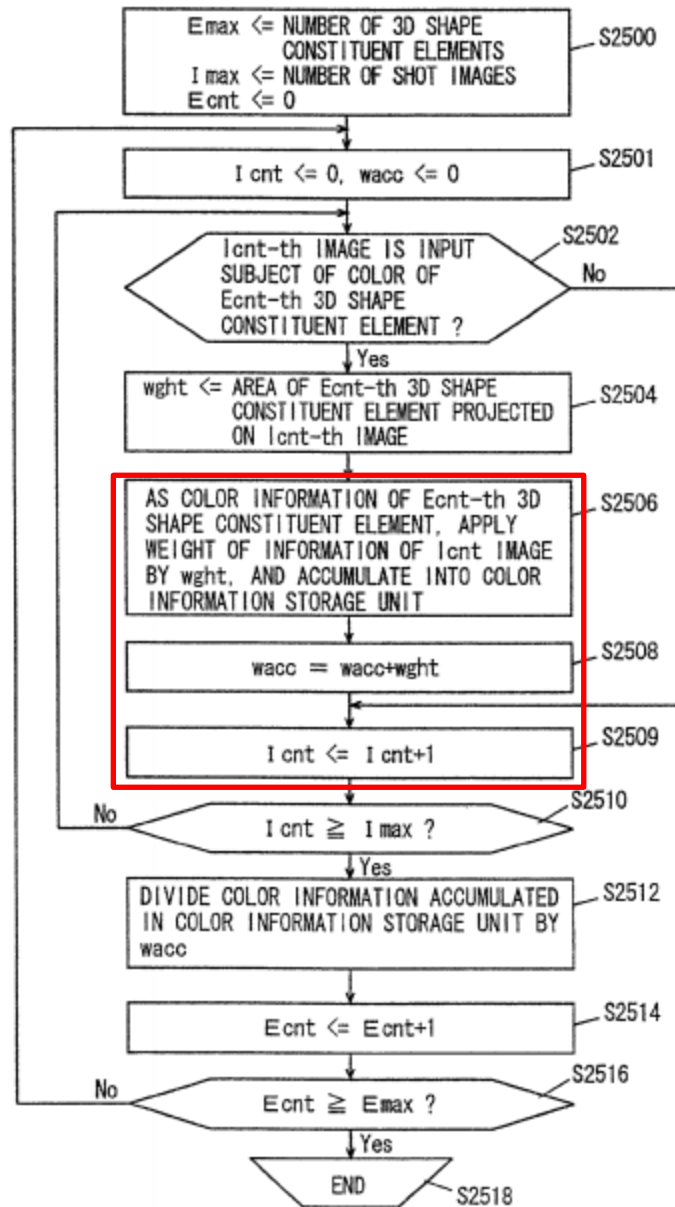 Emax <= NUMBER OF 3D SHAPE
CONSTITUENT ELEMENTS
Imax <= NUMBER OF SHOT IMAGES
Ecnt <= 0
S2500
Icnt <= 0, wacc <= 0
S2501
Icnt-th IMAGE IS INPUT
SUBJECT OF COLOR OF
Ecnt-th 3D SHAPE
CONSTITUENT ELEMENT ?
S2502
No
Yes
wght <= AREA OF Ecnt-th 3D SHAPE
CONSTITUENT ELEMENT PROJECTED
ON Icnt-th IMAGE
S2504
AS COLOR INFORMATION OF Ecnt-th 3D
SHAPE CONSTITUENT ELEMENT, APPLY
WEIGHT OF INFORMATION OF Icnt IMAGE
BY wght, AND ACCUMULATE INTO COLOR
INFORMATION STORAGE UNIT
S2506
wacc = wacc+wght
S2508
Icnt <= Icnt+1
S2509
No
Icnt ≧ Imax ?
S2510
Yes
DIVIDE COLOR INFORMATION ACCUMULATED
IN COLOR INFORMATION STORAGE UNIT BY
wacc
S2512
Ecnt <= Ecnt+1
S2514
No
Ecnt ≧ Emax ?
S2516
Yes
END
S2518